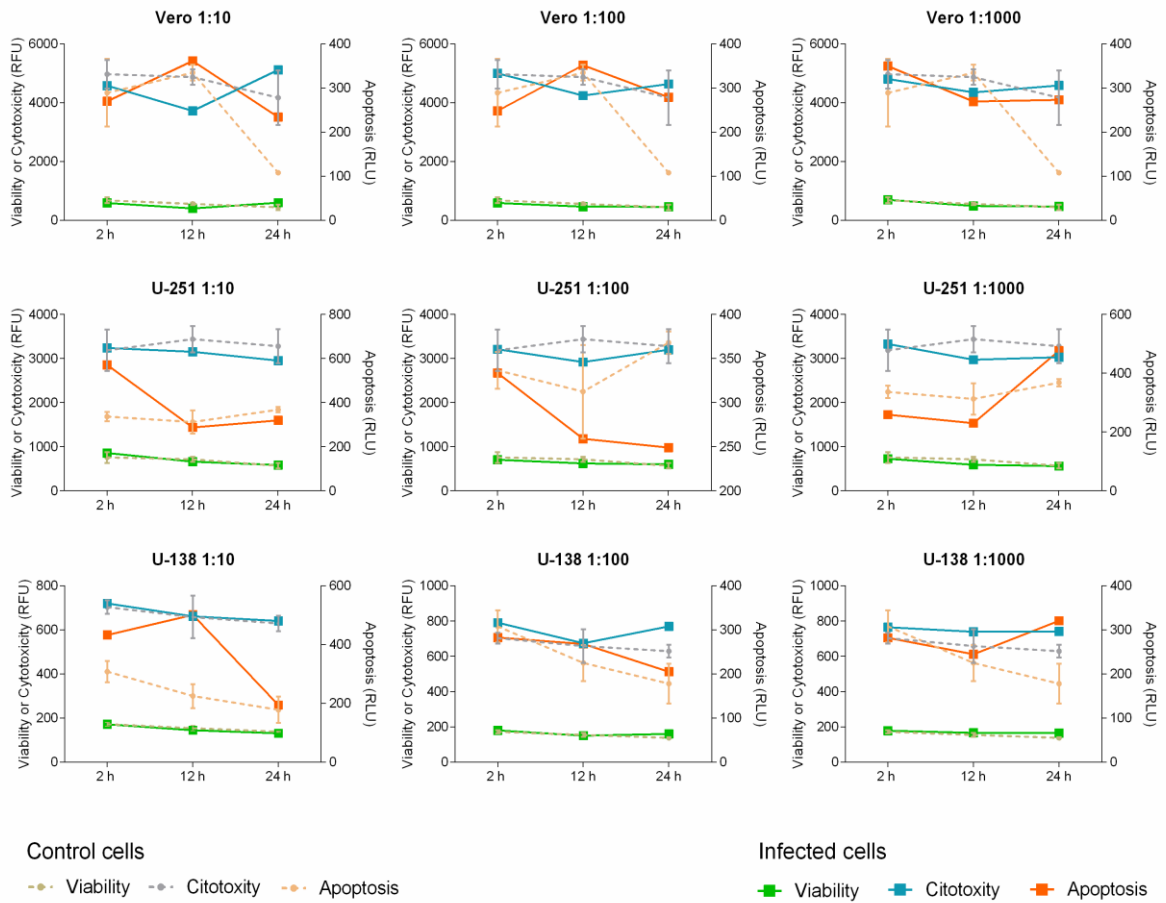 Vero 1:10
Viability or Cytotoxicity (RFU)
6000
4000
2000
0
400
300
200
100
0
Apoptosis (RLU)
2 h 12 h 24 h
Vero 1:100
Viability or Cytotoxicity (RFU)
6000
4000
2000
0
400
300
200
100
0
Apoptosis (RLU)
2 h 12 h 24 h
Vero 1:1000
Viability or Cytotoxicity (RFU)
6000
4000
2000
0
400
300
200
100
0
Apoptosis (RLU)
2 h 12 h 24 h
U-251 1:10
Viability or Cytotoxicity (RFU)
4000
3000
2000
1000
0
800
600
400
200
0
Apoptosis (RLU)
2 h 12 h 24 h
U-251 1:100
Viability or Cytotoxicity (RFU)
4000
3000
2000
1000
0
400
350
300
250
200
Apoptosis (RLU)
2 h 12 h 24 h
U-251 1:1000
Viability or Cytotoxicity (RFU)
4000
3000
2000
1000
0
600
400
200
0
Apoptosis (RLU)
2 h 12 h 24 h
U-138 1:10
Viability or Cytotoxicity (RFU)
800
600
400
200
0
600
400
200
0
Apoptosis (RLU)
2 h 12 h 24 h
U-138 1:100
Viability or Cytotoxicity (RFU)
1000
800
600
400
200
0
400
300
200
100
0
Apoptosis (RLU)
2 h 12 h 24 h
U-138 1:1000
Viability or Cytotoxicity (RFU)
1000
800
600
400
200
0
400
300
200
100
0
Apoptosis (RLU)
2 h 12 h 24 h
Control cells
Viability Citotoxity Apoptosis
Infected cells
Viability Citotoxity Apoptosis